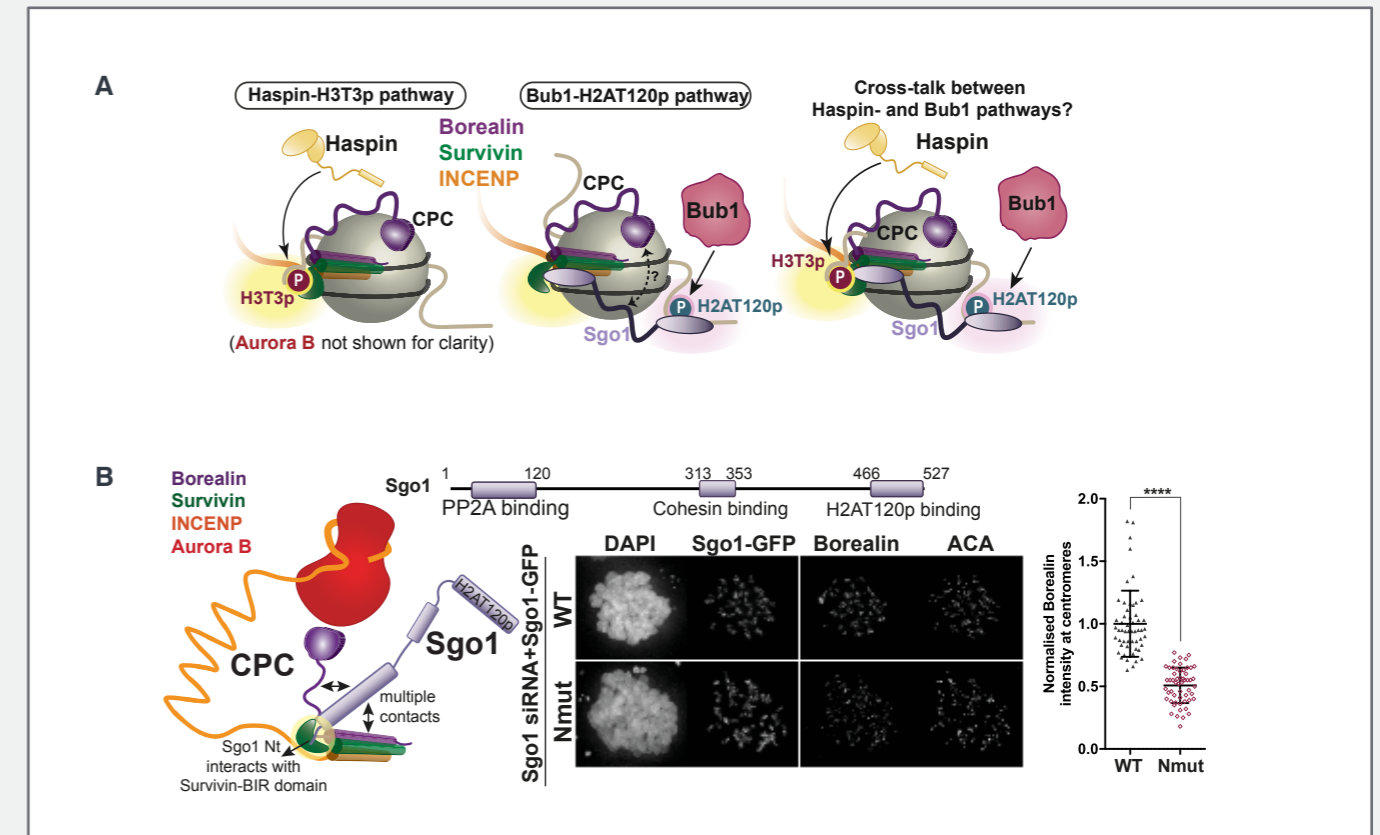 A
Haspin-H3T3p pathway
Haspin
CPC
P
H3T3p
(Aurora B not shown for clarity)
Bub1-H2AT120p pathway
Borealin
Survivin
INCENP
CPC
Bub1
?
P
H2AT120p
Sgo1
Cross-talk between
Haspin- and Bub1 pathways?
Haspin
Bub1
CPC
H3T3p
P
P
H2AT120p
Sgo1
B
Borealin
Survivin
INCENP
Aurora B
CPC
Sgo1
H2AT120p
multiple
contacts
Sgo1 Nt
interacts with
Survivin-BIR domain
Sgo1
1
120
313
353
466
527
PP2A binding
Cohesin binding
H2AT120p binding
DAPI
Sgo1-GFP
Borealin
ACA
Sgo1 siRNA+Sgo1-GFP
WT
Nmut
Normalised Borealin
intensity at centromeres
2.0
1.5
1.0
0.5
0.0
****
WT
Nmut